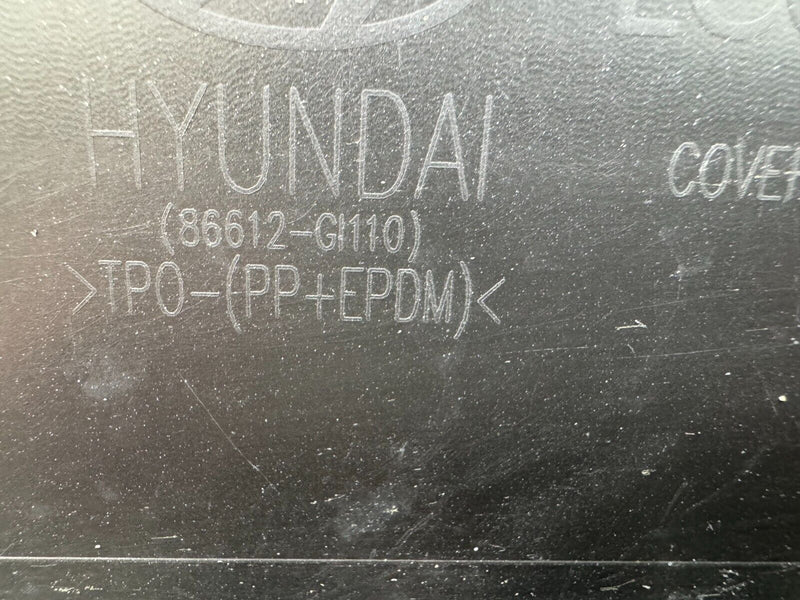 HYUNDAI
(86612-GI110)
>TPO-(PP+EPDM)<